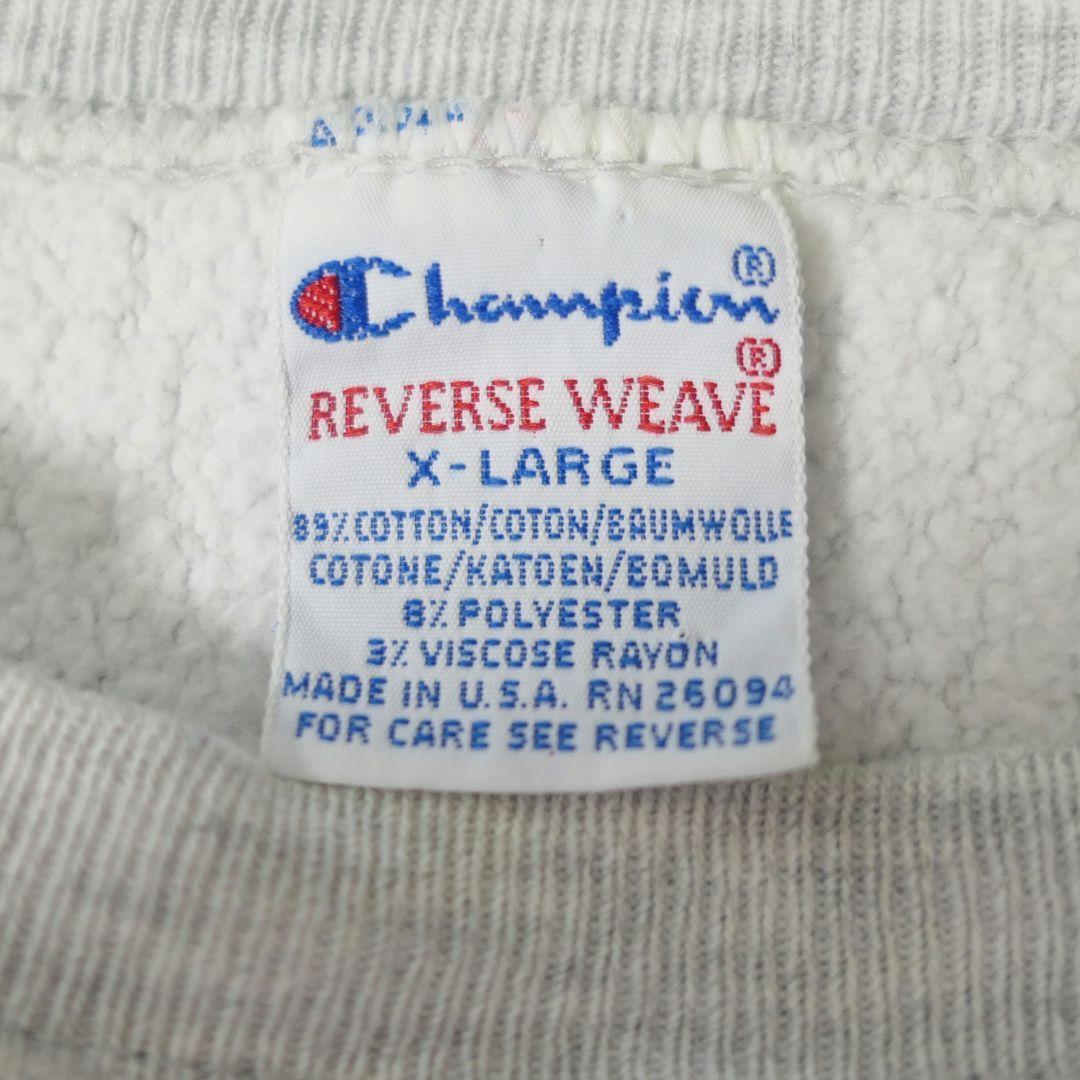 Champion®
REVERSE WEAVE®
X-LARGE
89% COTTON/COTON/BAUMWOLLE
COTONE/KATOEN/BOMULD
8% POLYESTER
3% VISCOSE RAYON
MADE IN U.S.A. RN 26094
FOR CARE SEE REVERSE